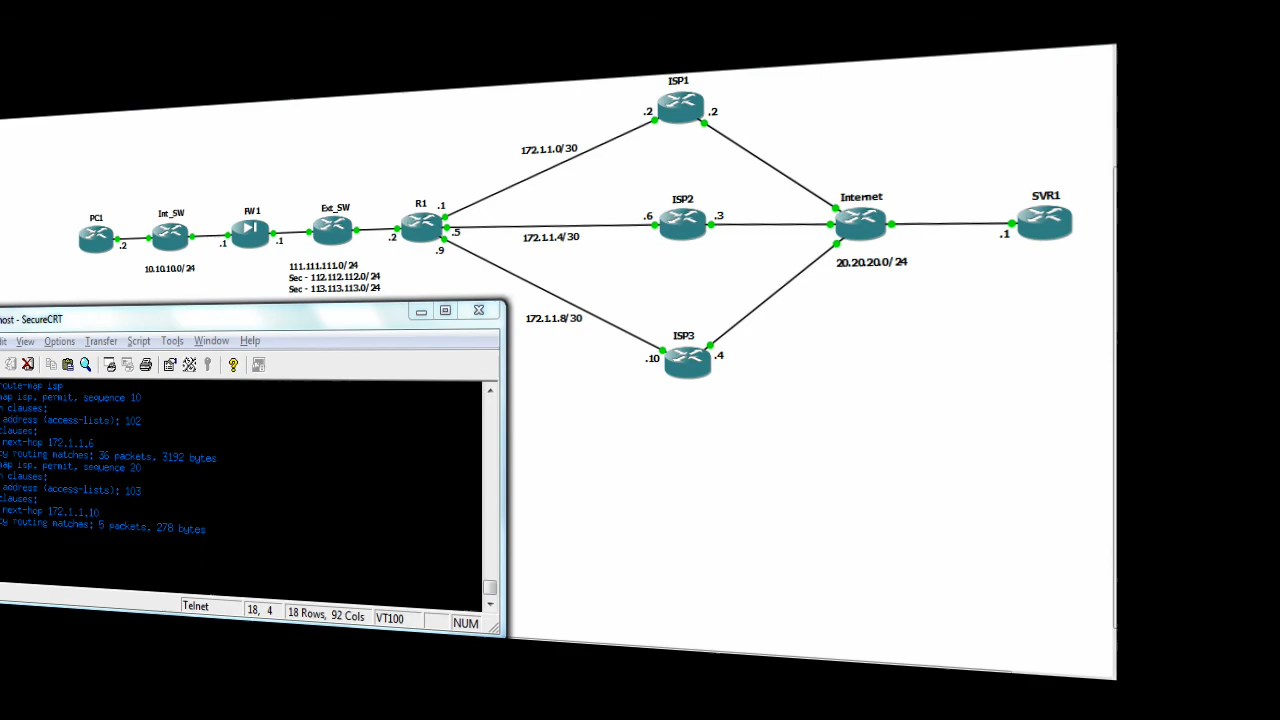 ISP1
.2
.2
172.1.1.0/30
PC1
Int_SW
FW1
Ext_SW
R1
.1
ISP2
Internet
SVR1
.2
.1
.1
.2
.5
.9
.6
.3
.1
172.1.1.4/30
10.10.10.0/24
111.111.111.0/24
Sec - 112.112.112.0/24
Sec - 113.113.113.0/24
20.20.20.0/24
172.1.1.8/30
ISP3
.10
.4
host - SecureCRT
it View Options Transfer Script Tools Window Help
route-map isp
map isp, permit, sequence 10
h clauses:
address (access-lists): 102
clauses:
next-hop 172.1.1.6
cy routing matches: 36 packets, 3192 bytes
map isp, permit, sequence 20
h clauses:
address (access-lists): 103
clauses:
next-hop 172.1.1.10
cy routing matches: 5 packets, 278 bytes
Telnet 18, 4 18 Rows, 92 Cols VT100 NUM